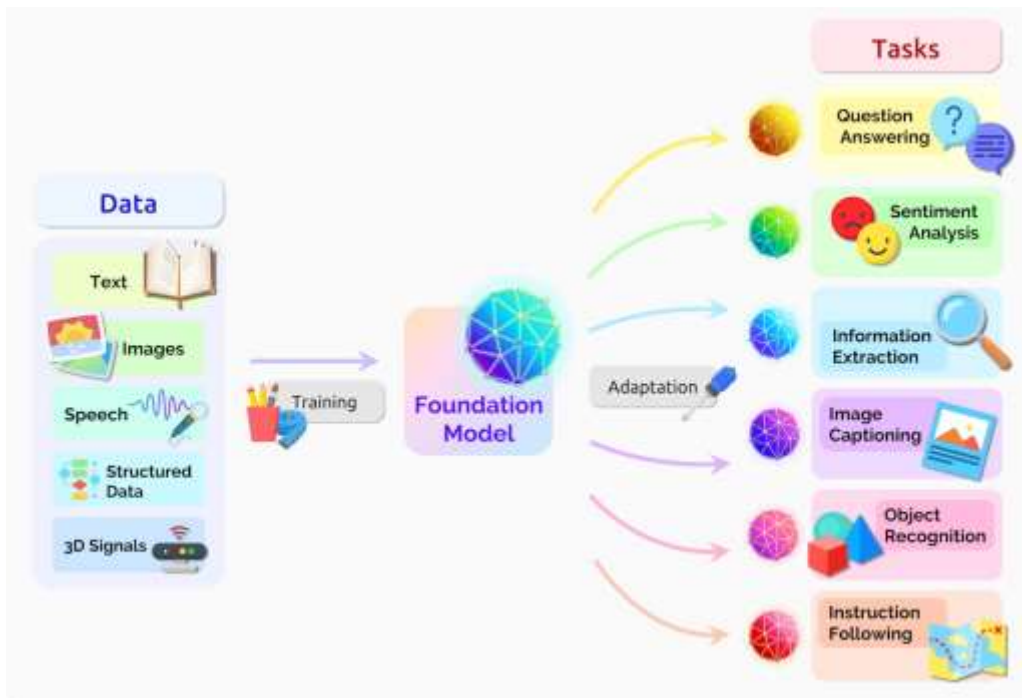 Data
Text
Images
Speech
Structured
Data
3D Signals
Training
Foundation
Model
Adaptation
Tasks
Question
Answering
?
Sentiment
Analysis
Information
Extraction
Image
Captioning
Object
Recognition
Instruction
Following